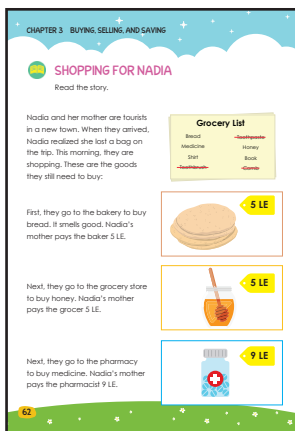 CHAPTER 3 BUYING, SELLING, AND SAVING
SHOPPING FOR NADIA
Read the story.
Nadia and her mother are tourists
in a new town. When they arrived,
Nadia realized she lost a bag on
the trip. This morning, they are
shopping. These are the goods
they still need to buy:
Grocery List
Bread Toothpaste
Medicine Honey
Shirt Book
Toothbrush Comb
First, they go to the bakery to buy
bread. It smells good. Nadia's
mother pays the baker 5 LE.
5 LE
Next, they go to the grocery store
to buy honey. Nadia's mother
pays the grocer 5 LE.
5 LE
Next, they go to the pharmacy
to buy medicine. Nadia's mother
pays the pharmacist 9 LE.
9 LE
62